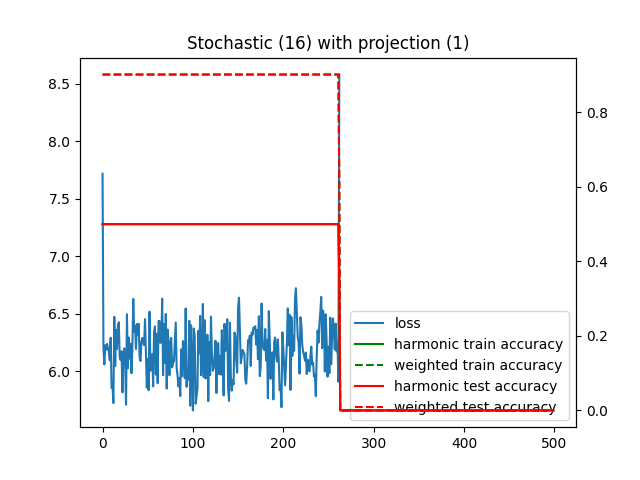 Stochastic (16) with projection (1)
8.5
8.0
7.5
7.0
6.5
6.0
0.8
0.6
0.4
0.2
0.0
loss
harmonic train accuracy
weighted train accuracy
harmonic test accuracy
weighted test accuracy
0
100
200
300
400
500